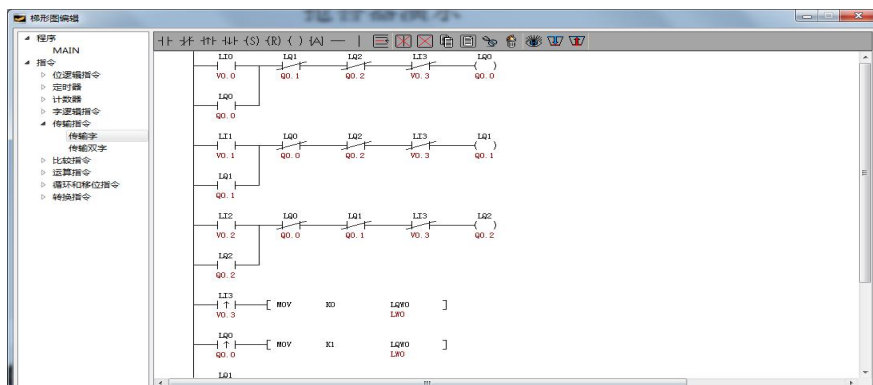 梯形图编辑
程序
MAIN
指令
位逻辑指令
定时器
计数器
字逻辑指令
传输指令
传输字
传输双字
比较指令
运算指令
循环和移位指令
转换指令
(S) (R) ( ) {A}
LI0 LQ1 LQ2 LI3 LQ0
V0.0 Q0.1 Q0.2 V0.3 Q0.0
LQ0
Q0.0
LI1 LQ0 LQ2 LI3 LQ1
V0.1 Q0.0 Q0.2 V0.3 Q0.1
LQ1
Q0.1
LI2 LQ0 LQ1 LI3 LQ2
V0.2 Q0.0 Q0.1 V0.3 Q0.2
LQ2
Q0.2
LI3
[ MOV K0 LQW0 ]
V0.3 LW0
LQ0
[ MOV K1 LQW0 ]
Q0.0 LW0
LQ1